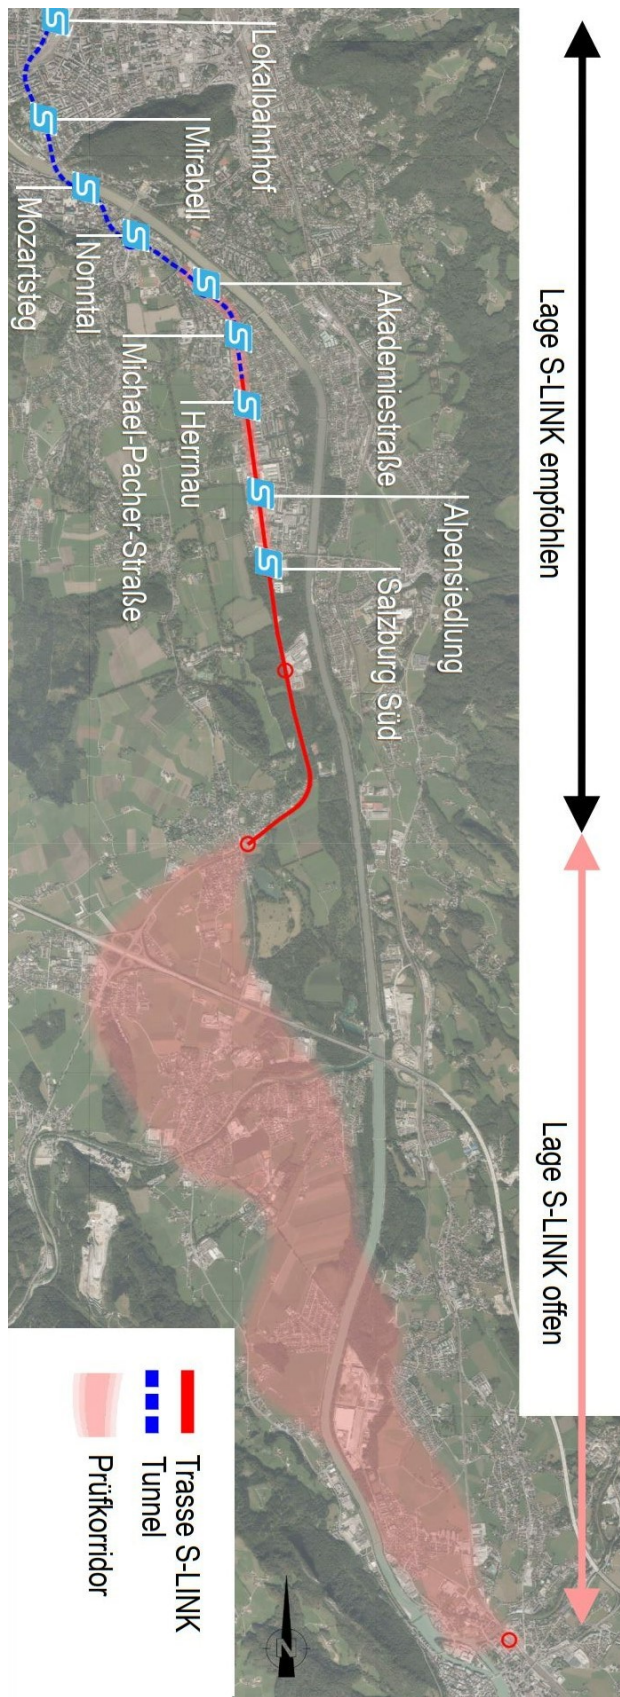 Lage S-LINK empfohlen
Lage S-LINK offen
Lokalbahnhof
Mirabell
Mozartsteg
Nonntal
Akademiestraße
Michael-Pacher-Straße
Herrnau
Alpensiedlung
Salzburg Süd
Trasse S-LINK
Tunnel
Prüfkorridor
N